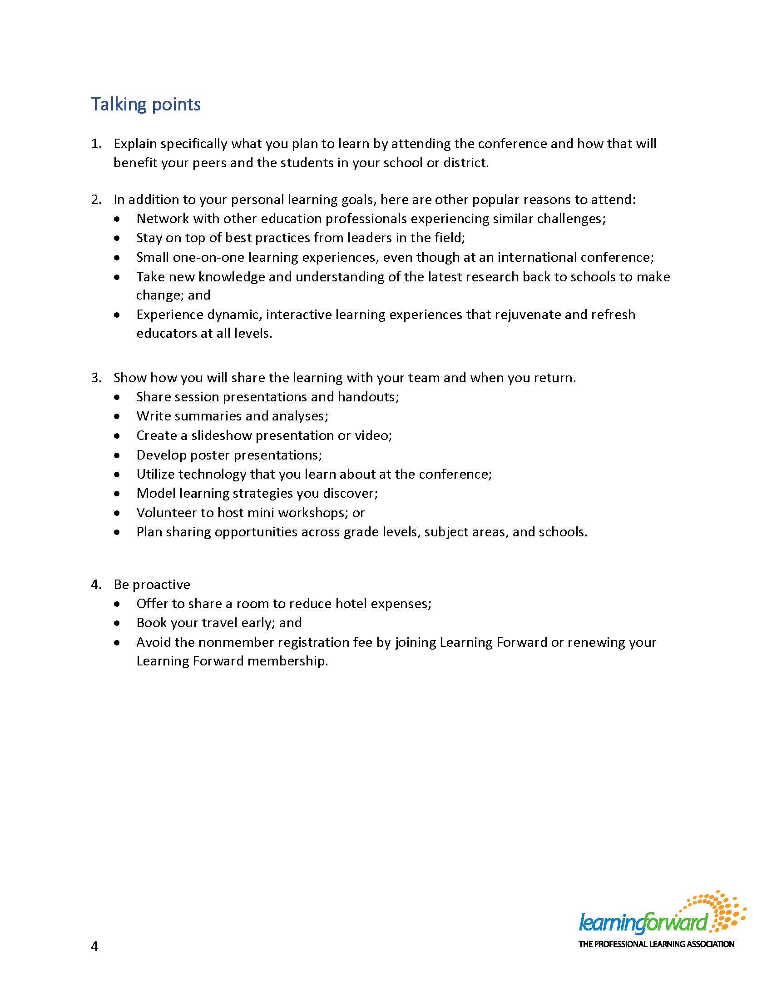 Talking points
1. Explain specifically what you plan to learn by attending the conference and how that will
benefit your peers and the students in your school or district.
2. In addition to your personal learning goals, here are other popular reasons to attend:
• Network with other education professionals experiencing similar challenges;
• Stay on top of best practices from leaders in the field;
• Small one-on-one learning experiences, even though at an international conference;
• Take new knowledge and understanding of the latest research back to schools to make
change; and
• Experience dynamic, interactive learning experiences that rejuvenate and refresh
educators at all levels.
3. Show how you will share the learning with your team and when you return.
• Share session presentations and handouts;
• Write summaries and analyses;
• Create a slideshow presentation or video;
• Develop poster presentations;
• Utilize technology that you learn about at the conference;
• Model learning strategies you discover;
• Volunteer to host mini workshops; or
• Plan sharing opportunities across grade levels, subject areas, and schools.
4. Be proactive
• Offer to share a room to reduce hotel expenses;
• Book your travel early; and
• Avoid the nonmember registration fee by joining Learning Forward or renewing your
Learning Forward membership.
learningforward
THE PROFESSIONAL LEARNING ASSOCIATION
4